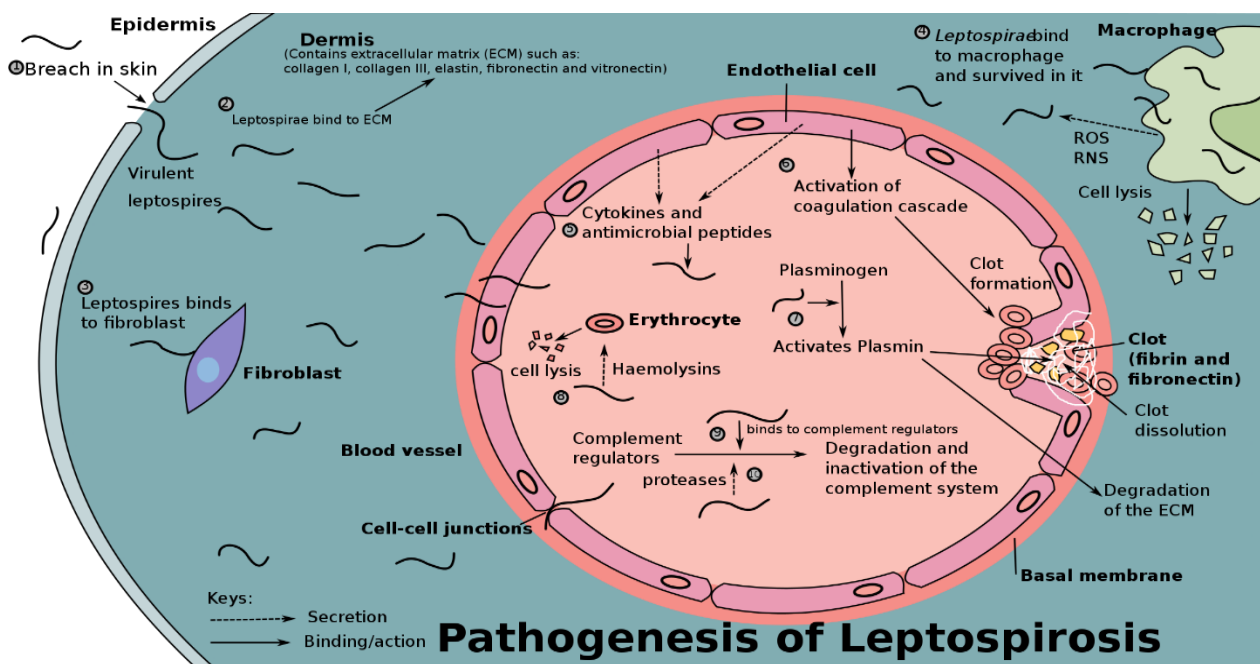 Epidermis
① Breach in skin
Dermis
(Contains extracellular matrix (ECM) such as:
collagen I, collagen III, elastin, fibronectin and vitronectin)
② Leptospirae bind to ECM
Virulent
leptospires
③ Leptospires binds
to fibroblast
Fibroblast
④ Leptospirae bind
to macrophage
and survived in it
Macrophage
ROS
RNS
Cell lysis
Endothelial cell
⑤ Cytokines and
antimicrobial peptides
⑥ Activation of
coagulation cascade
Clot
formation
Plasminogen
⑦
Activates Plasmin
Erythrocyte
cell lysis
Haemolysins
⑧
Clot
(fibrin and
fibronectin)
Clot
dissolution
Blood vessel
Complement
regulators
⑨ binds to complement regulators
proteases ⑩
Degradation and
inactivation of the
complement system
Degradation
of the ECM
Cell-cell junctions
Basal membrane
Keys:
Secretion
Binding/action
Pathogenesis of Leptospirosis